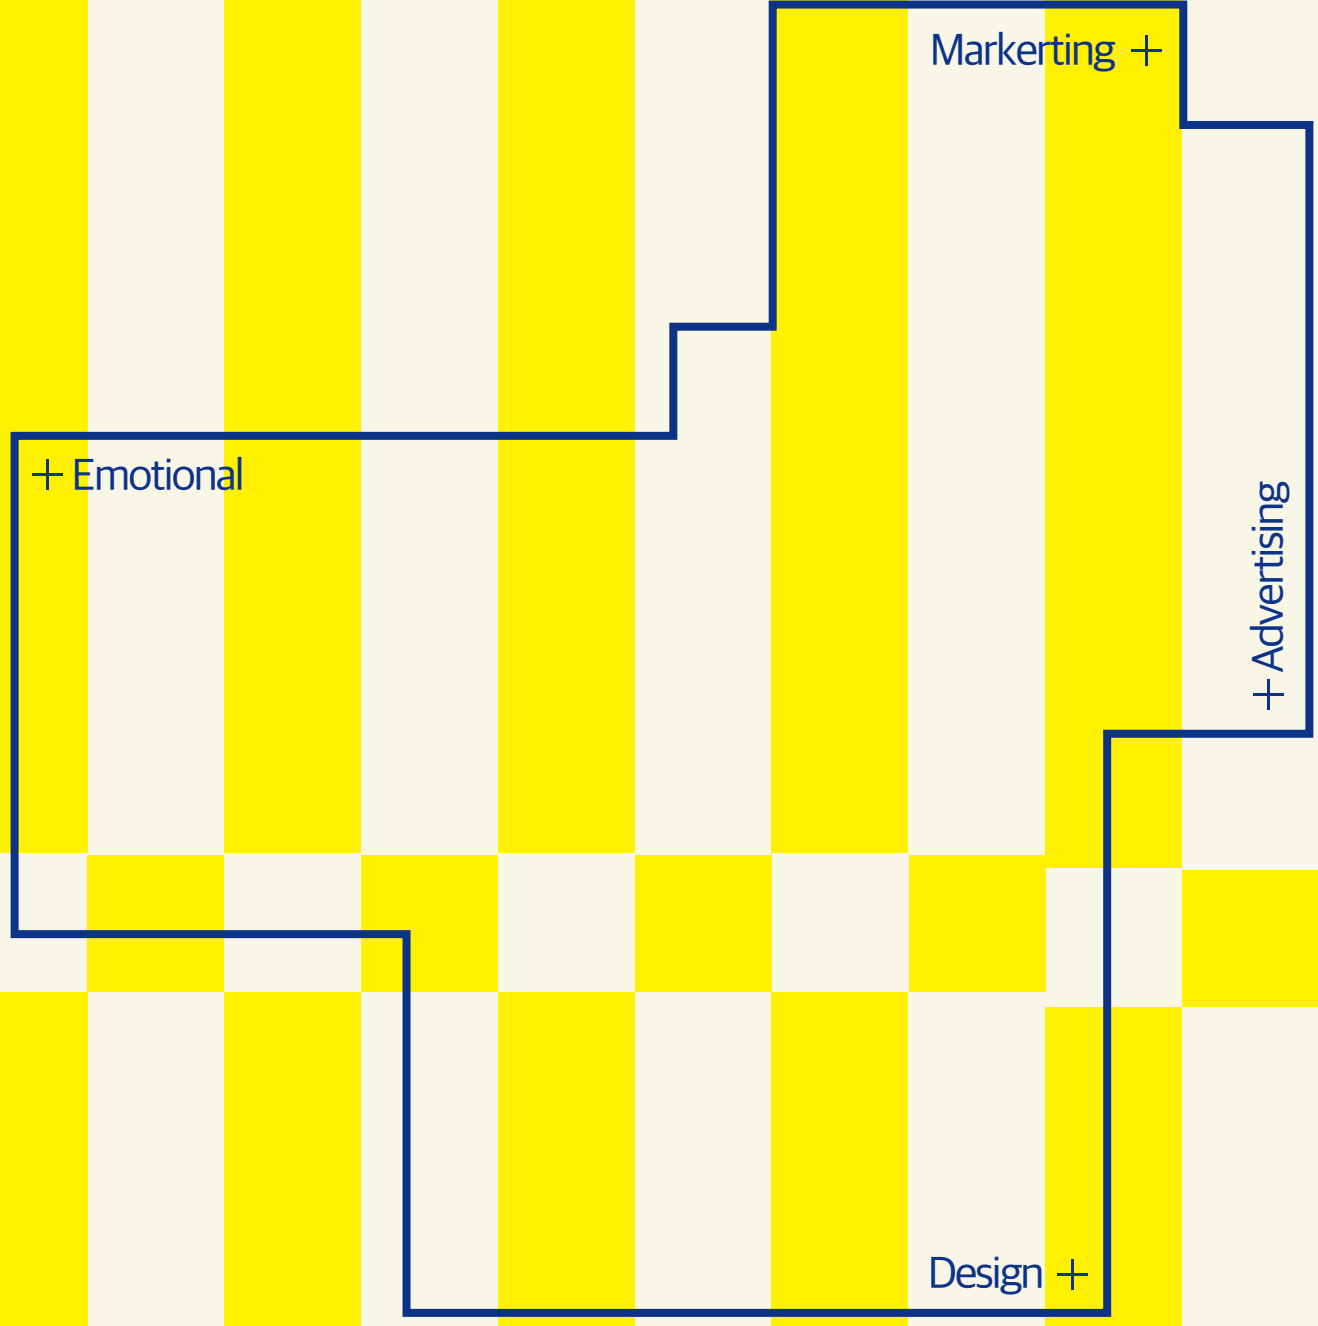 Markerting +
+ Emotional
+ Advertising
Design +